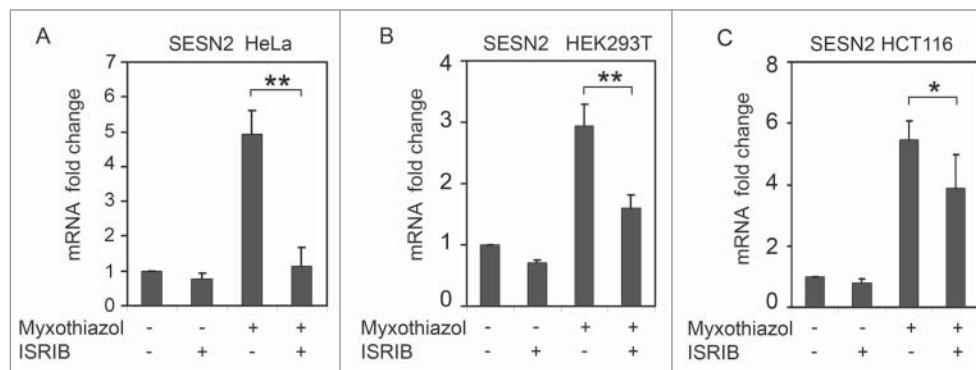 A
SESN2 HeLa
**
mRNA fold change
7
6
5
4
3
2
1
0
Myxothiazol - - + +
ISRIB - + - +
B
SESN2 HEK293T
**
mRNA fold change
4
3
2
1
0
Myxothiazol - - + +
ISRIB - + - +
C
SESN2 HCT116
*
mRNA fold change
8
6
4
2
0
Myxothiazol - - + +
ISRIB - + - +